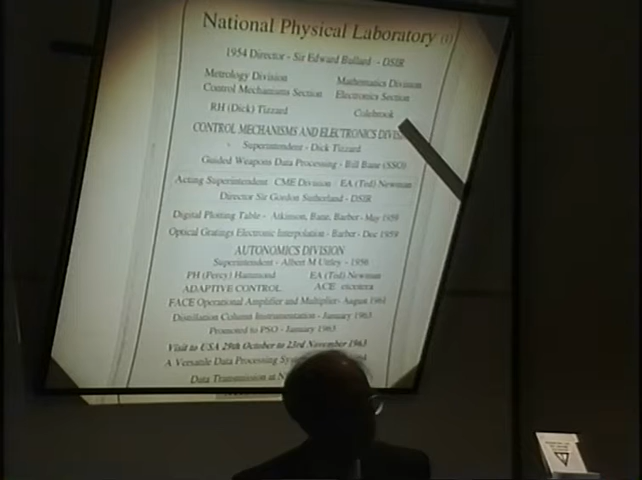 National Physical Laboratory (1)
1954 Director - Sir Edward Bullard - DSIR
Metrology Division Mathematics Division
Control Mechanisms Section Electronics Section
RH (Dick) Tizzard Colebrook
CONTROL MECHANISMS AND ELECTRONICS
Superintendent - Dick Tizzard
Guided Weapons Data Processing - Bill Bane (SSO)
Acting Superintendent CME Division EA (Ted) Newman
Director Sir Gordon Sutherland - DSIR
Digital Plotting Table - Atkinson, Bane, Barber - May 1959
Optical Gratings Electronic Interpolation - Barber - Dec 1959
AUTONOMICS DIVISION
Superintendent - Albert M Uttley - 1956
PH (Percy) Hammond EA (Ted) Newman
ADAPTIVE CONTROL ACE etcetera
FACE Operational Amplifier and Multiplier - August 1961
Distillation Column Instrumentation - January 1963
Promoted to PSO - January 1963
Visit to USA 29th October to 23rd November 1963
A Versatile Data Processing
Data Transmission at